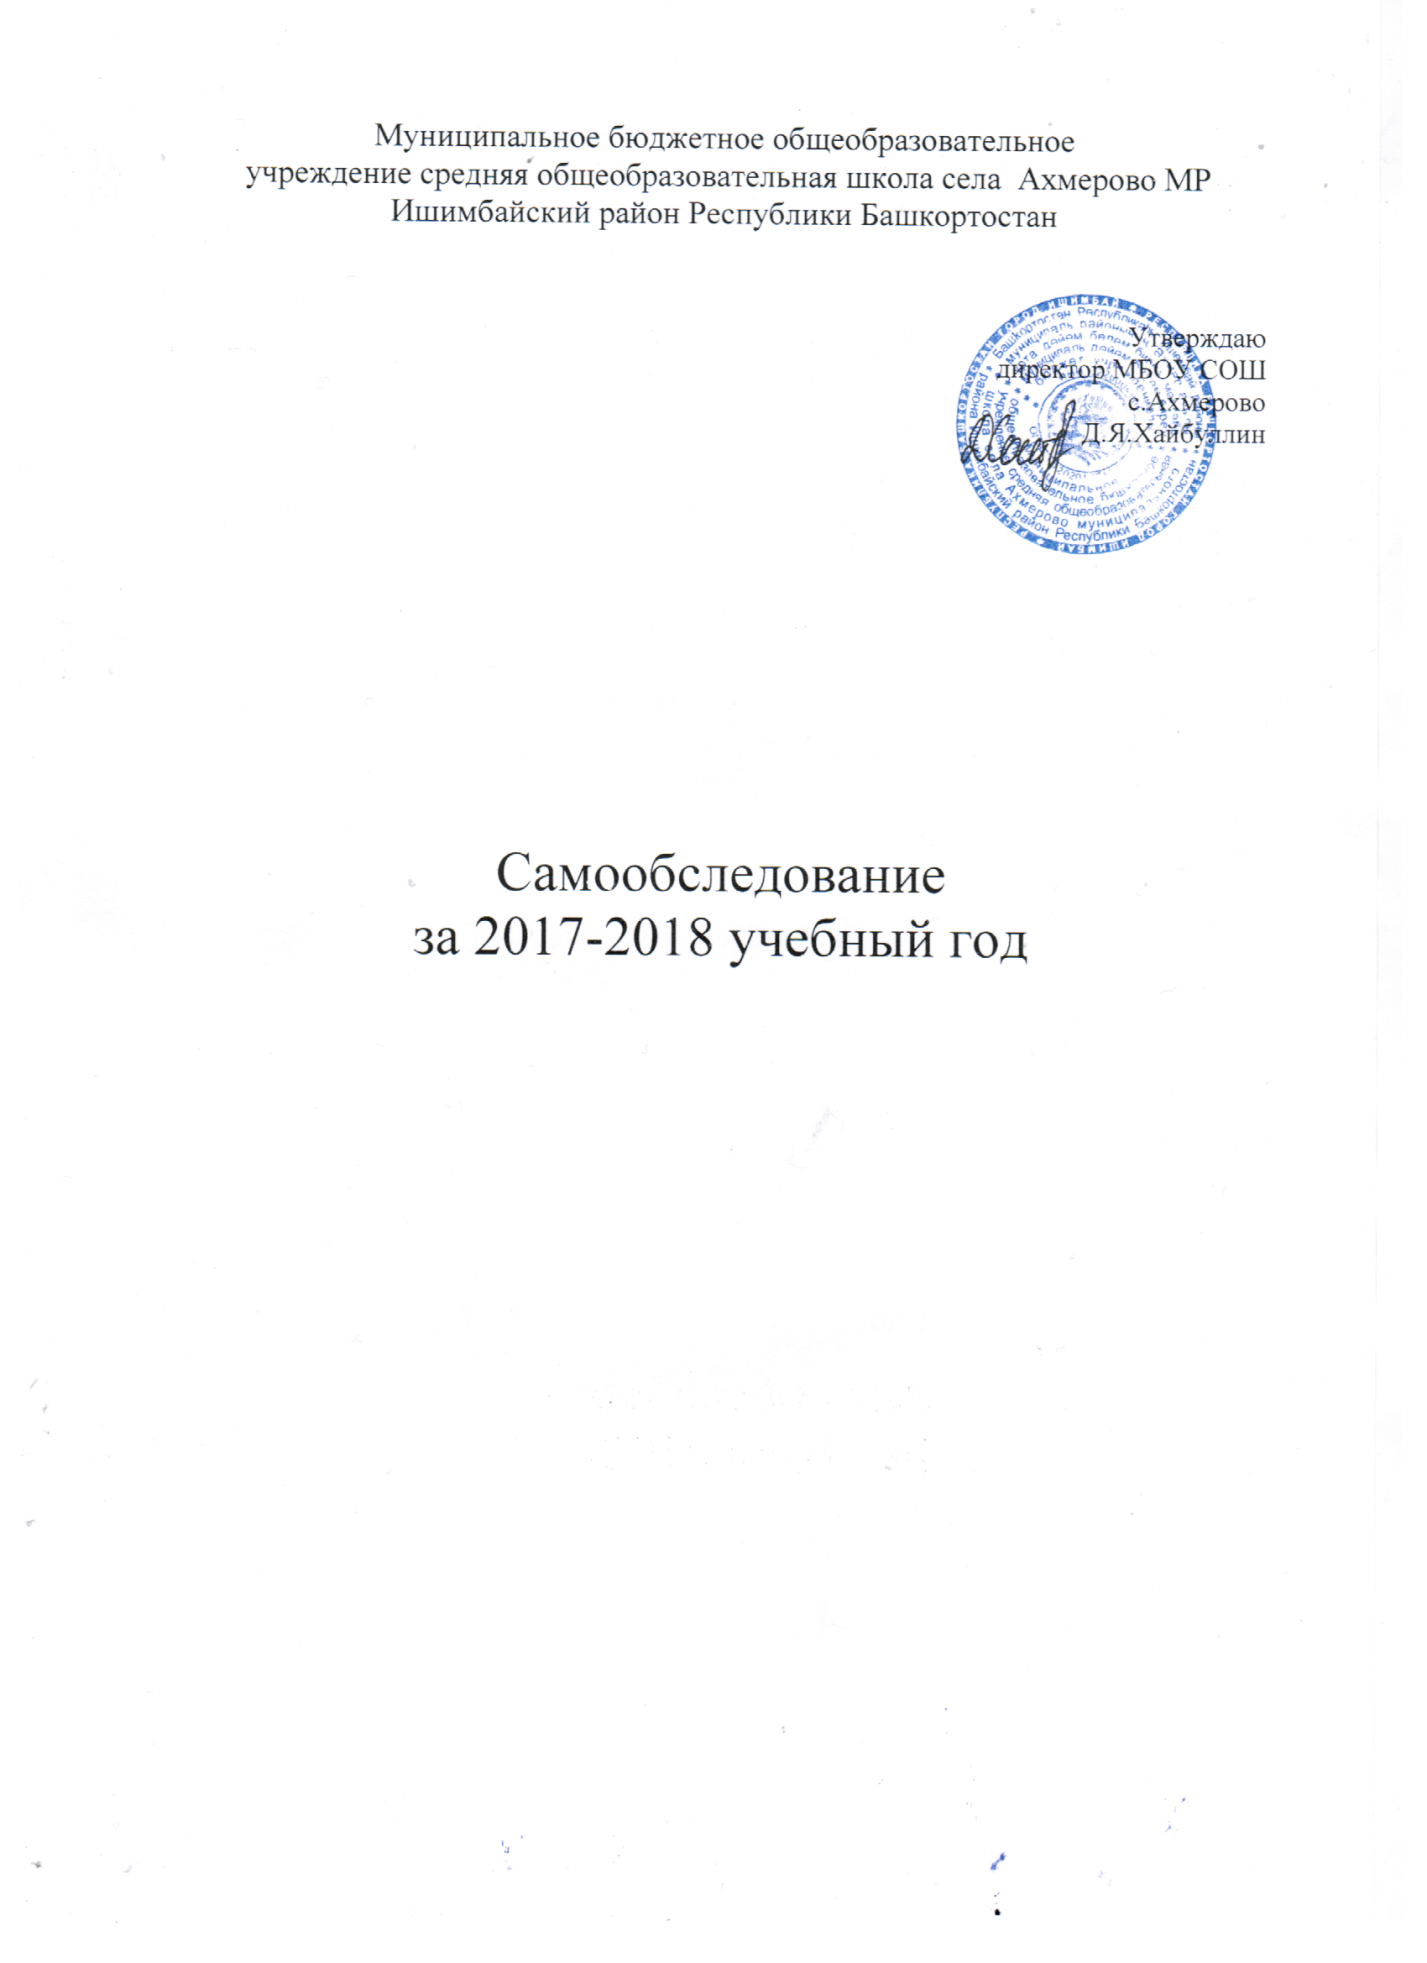 Муниципальное бюджетное общеобразовательное
учреждение средняя общеобразовательная школа села Ахмерово МР
Ишимбайский район Республики Башкортостан
Утверждаю
директор МБОУ СОШ
с.Ахмерово
Д.Я.Хайбуллин
Самообследование
за 2017-2018 учебный год